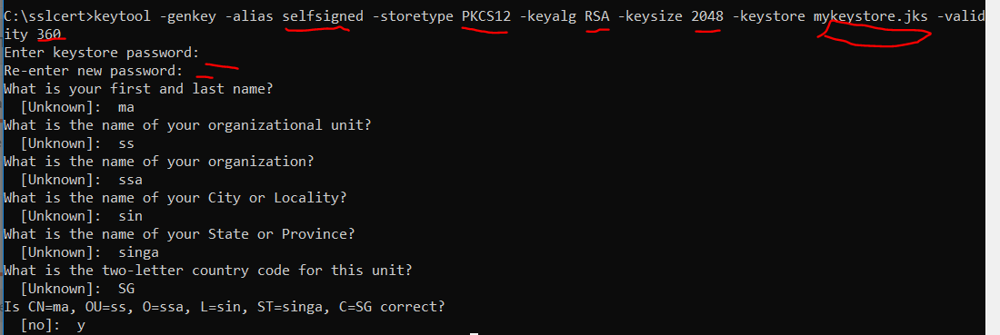 C:\sslcert>keytool -genkey -alias selfsigned -storetype PKCS12 -keyalg RSA -keysize 2048 -keystore mykeystore.jks -valid
ity 360
Enter keystore password:
Re-enter new password:
What is your first and last name?
  [Unknown]:  ma
What is the name of your organizational unit?
  [Unknown]:  ss
What is the name of your organization?
  [Unknown]:  ssa
What is the name of your City or Locality?
  [Unknown]:  sin
What is the name of your State or Province?
  [Unknown]:  singa
What is the two-letter country code for this unit?
  [Unknown]:  SG
Is CN=ma, OU=ss, O=ssa, L=sin, ST=singa, C=SG correct?
  [no]:  y